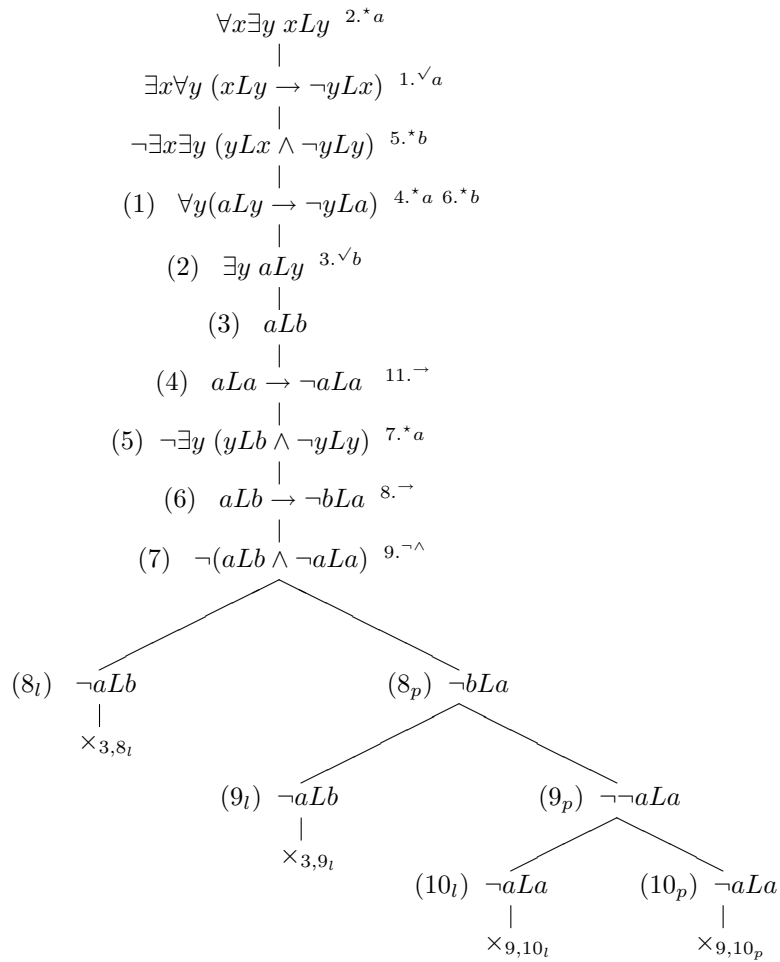 ∀x∃y xLy 2.⋆a
∃x∀y (xLy → ¬yLx) 1.√a
¬∃x∃y (yLx ∧ ¬yLy) 5.⋆b
(1) ∀y(aLy → ¬yLa) 4.⋆a 6.⋆b
(2) ∃y aLy 3.√b
(3) aLb
(4) aLa → ¬aLa 11.→
(5) ¬∃y (yLb ∧ ¬yLy) 7.⋆a
(6) aLb → ¬bLa 8.→
(7) ¬(aLb ∧ ¬aLa) 9.¬∧
(8l) ¬aLb (8p) ¬bLa
×3,8l
(9l) ¬aLb (9p) ¬¬aLa
×3,9l
(10l) ¬aLa (10p) ¬aLa
×9,10l ×9,10p